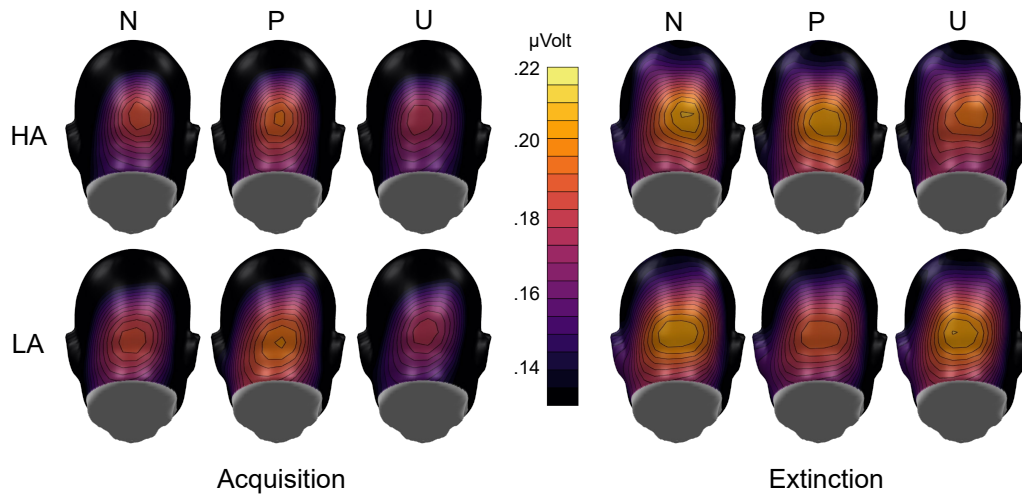 N P U N P U
µVolt
.22
HA
.20
.18
.16
LA
.14
Acquisition Extinction